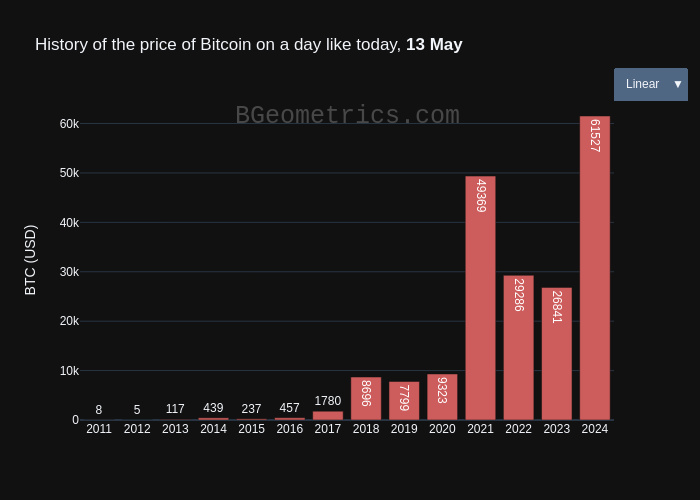 History of the price of Bitcoin on a day like today, 13 May
Linear ▼
BGeometrics.com
BTC (USD)
60k
50k
40k
30k
20k
10k
0
8
5
117
439
237
457
1780
8696
7799
9323
49369
29286
26841
61527
2011 2012 2013 2014 2015 2016 2017 2018 2019 2020 2021 2022 2023 2024